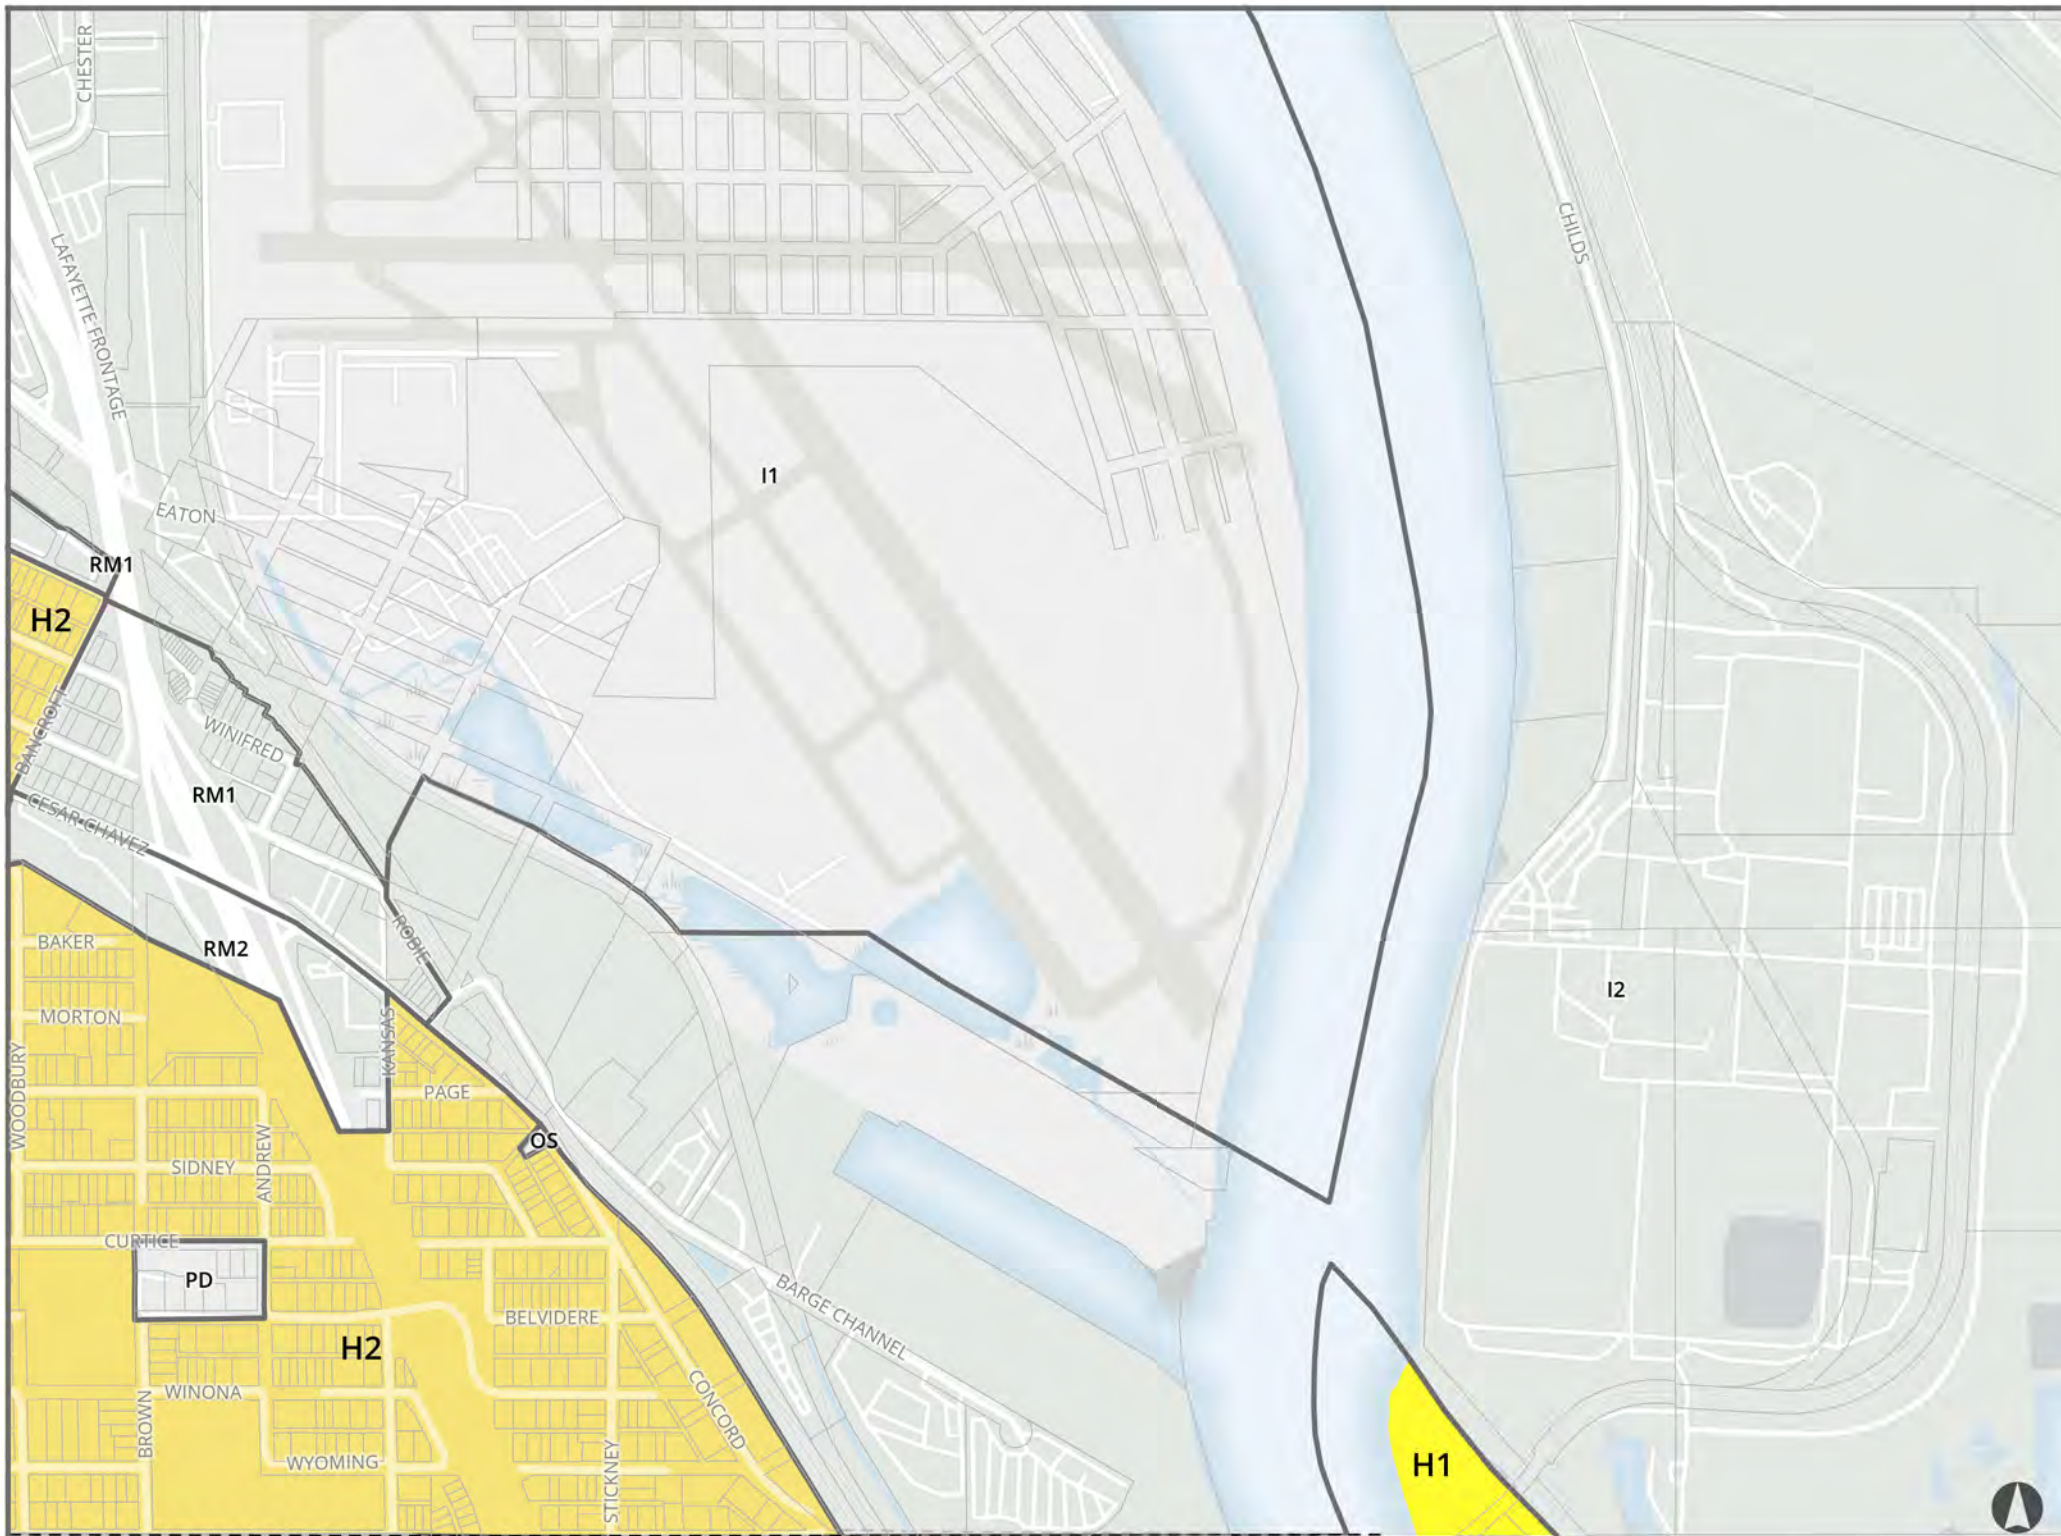 CHESTER
CHILDS
LAFAYETTE FRONTAGE
I1
EATON
RM1
H2
BANCROFT
WINIFRED
RM1
CESAR CHAVEZ
ROBIE
BAKER
RM2
I2
MORTON
KANSAS
WOODBURY
PAGE
OS
ANDREW
SIDNEY
CURTICE
PD
BARGE CHANNEL
BELVIDERE
H2
WINONA
CONCORD
BROWN
WYOMING
STICKNEY
H1